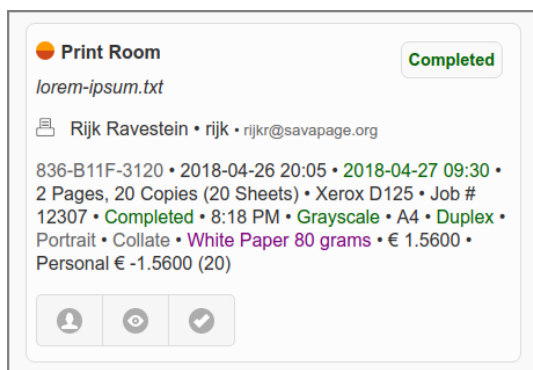 Print Room
Completed
lorem-ipsum.txt
Rijk Ravestein • rijk • rijkr@savapage.org
836-B11F-3120 • 2018-04-26 20:05 • 2018-04-27 09:30 •
2 Pages, 20 Copies (20 Sheets) • Xerox D125 • Job #
12307 • Completed • 8:18 PM • Grayscale • A4 • Duplex •
Portrait • Collate • White Paper 80 grams • € 1.5600 •
Personal € -1.5600 (20)